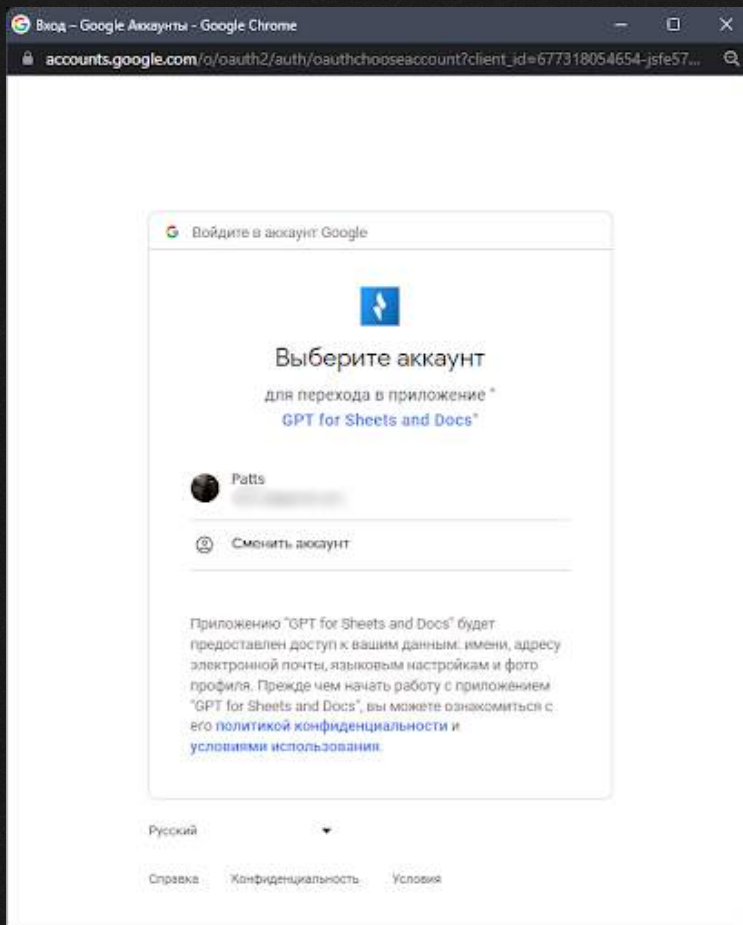 Вход – Google Аккаунты - Google Chrome
accounts.google.com/o/oauth2/auth/oauthchooseaccount?client_id=677318054654-jsfe57...
Войдите в аккаунт Google
Выберите аккаунт
для перехода в приложение "
GPT for Sheets and Docs"
Patts
Сменить аккаунт
Приложению "GPT for Sheets and Docs" будет
предоставлен доступ к вашим данным: имени, адресу
электронной почты, языковым настройкам и фото
профиля. Прежде чем начать работу с приложением
"GPT for Sheets and Docs", вы можете ознакомиться с
его политикой конфиденциальности и
условиями использования.
Русский
Справка Конфиденциальность Условия